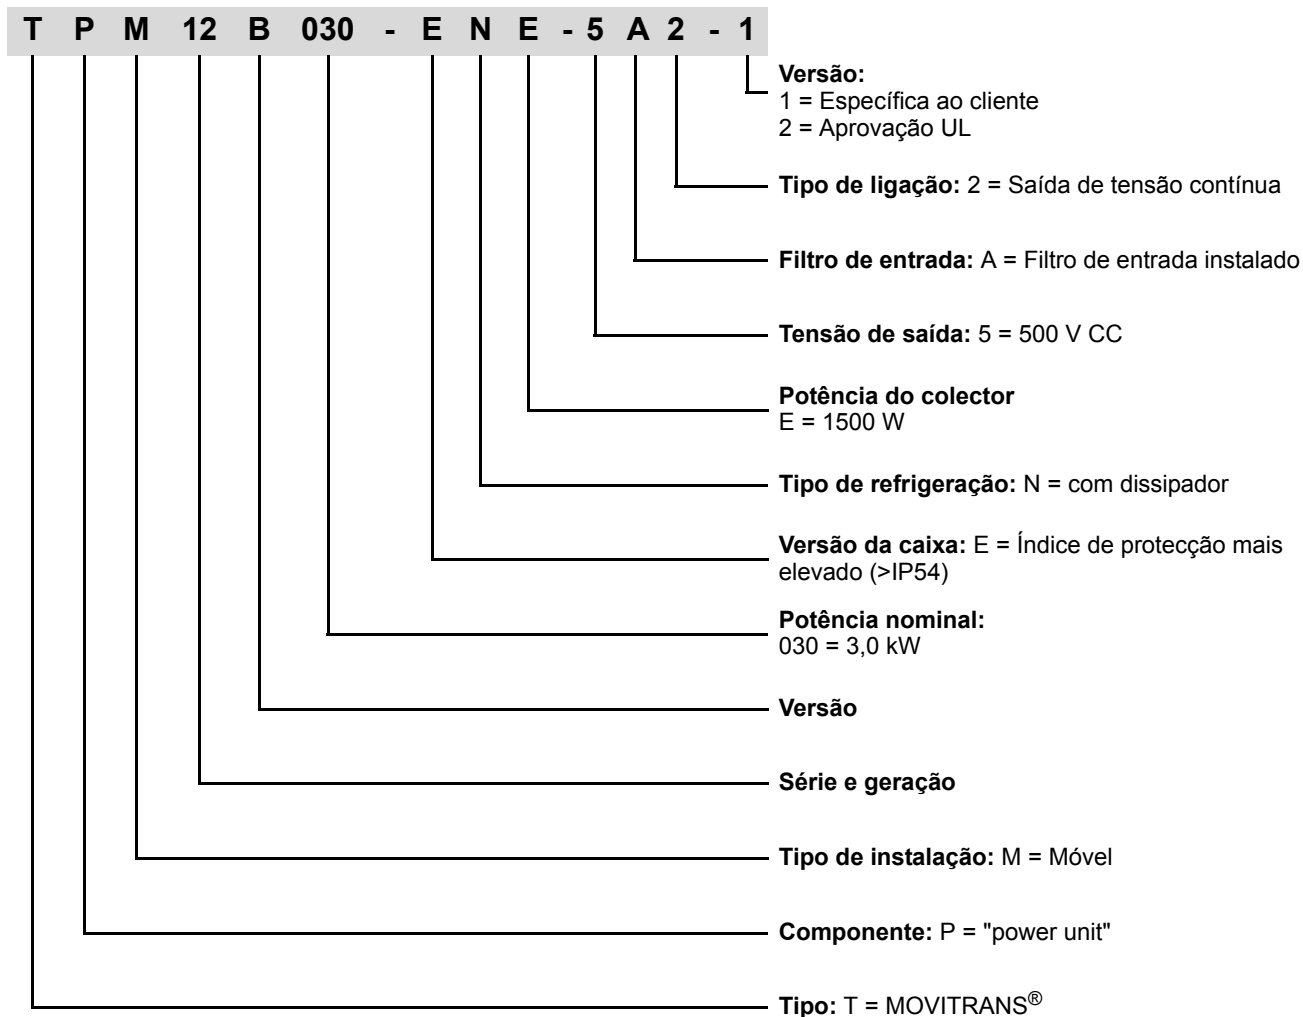 T P M 12 B 030 - E N E - 5 A 2 - 1
Versão:
1 = Específica ao cliente
2 = Aprovação UL
Tipo de ligação: 2 = Saída de tensão contínua
Filtro de entrada: A = Filtro de entrada instalado
Tensão de saída: 5 = 500 V CC
Potência do colector
E = 1500 W
Tipo de refrigeração: N = com dissipador
Versão da caixa: E = Índice de protecção mais
elevado (>IP54)
Potência nominal:
030 = 3,0 kW
Versão
Série e geração
Tipo de instalação: M = Móvel
Componente: P = "power unit"
Tipo: T = MOVITRANS®